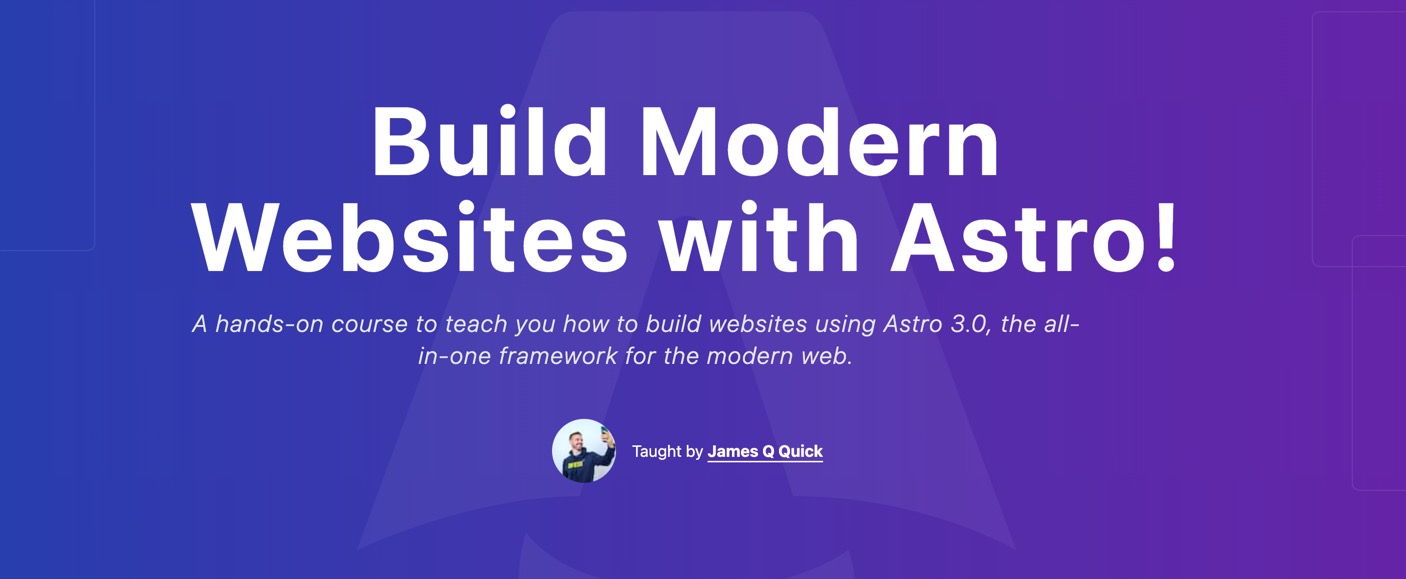 Build Modern
Websites with Astro!
A hands-on course to teach you how to build websites using Astro 3.0, the all-
in-one framework for the modern web.
Taught by James Q Quick